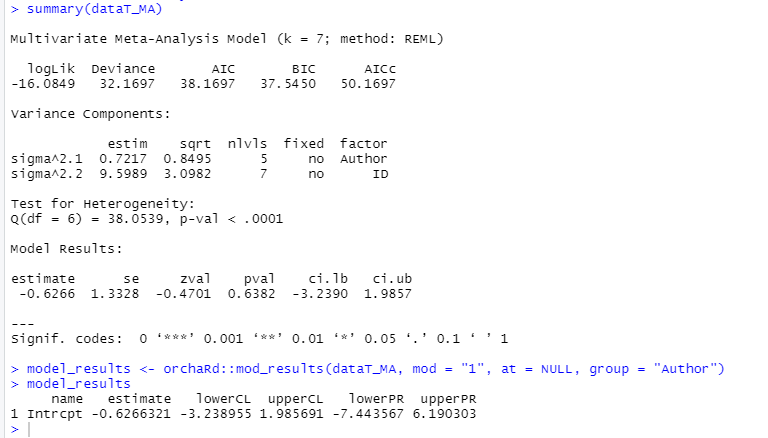 > summary(dataT_MA)
Multivariate Meta-Analysis Model (k = 7; method: REML)
logLik Deviance AIC BIC AICc
-16.0849 32.1697 38.1697 37.5450 50.1697
Variance Components:
estim sqrt nlvls fixed factor
sigma^2.1 0.7217 0.8495 5 no Author
sigma^2.2 9.5989 3.0982 7 no ID
Test for Heterogeneity:
Q(df = 6) = 38.0539, p-val < .0001
Model Results:
estimate se zval pval ci.lb ci.ub
-0.6266 1.3328 -0.4701 0.6382 -3.2390 1.9857
---
Signif. codes: 0 ‘***’ 0.001 ‘**’ 0.01 ‘*’ 0.05 ‘.’ 0.1 ‘ ’ 1
> model_results <- orchaRd::mod_results(dataT_MA, mod = "1", at = NULL, group = "Author")
> model_results
name estimate lowerCL upperCL lowerPR upperPR
1 Intrcpt -0.6266321 -3.238955 1.985691 -7.443567 6.190303
>